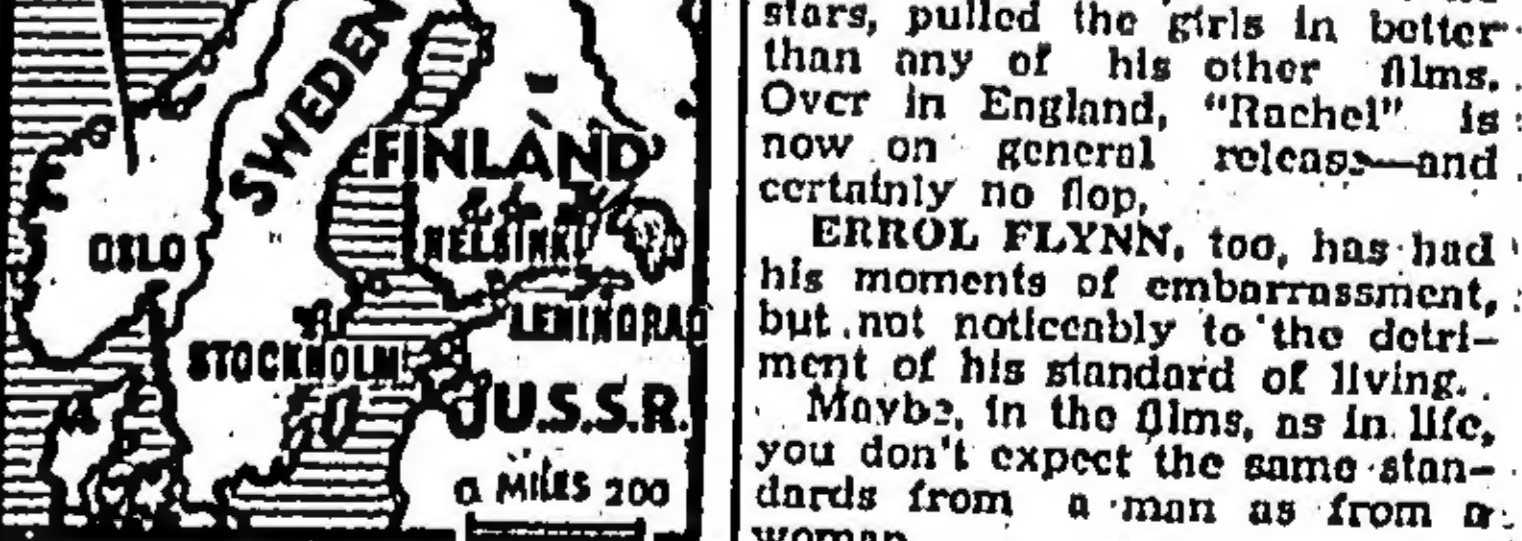 SWEDEN
FINLAND
OSLO
HELSINKI
LENINGRAD
STOCKHOLM
U.S.S.R.
0 MILES 200
stars, pulled the girls in better
than any of his other films.
Over in England, "Rachel" is
now on general release—and
certainly no flop.
ERROL FLYNN, too, has had
his moments of embarrassment,
but not noticeably to the detri-
ment of his standard of living.
Maybe, in the films, as in life,
you don't expect the same stan-
dards from a man as from a
woman